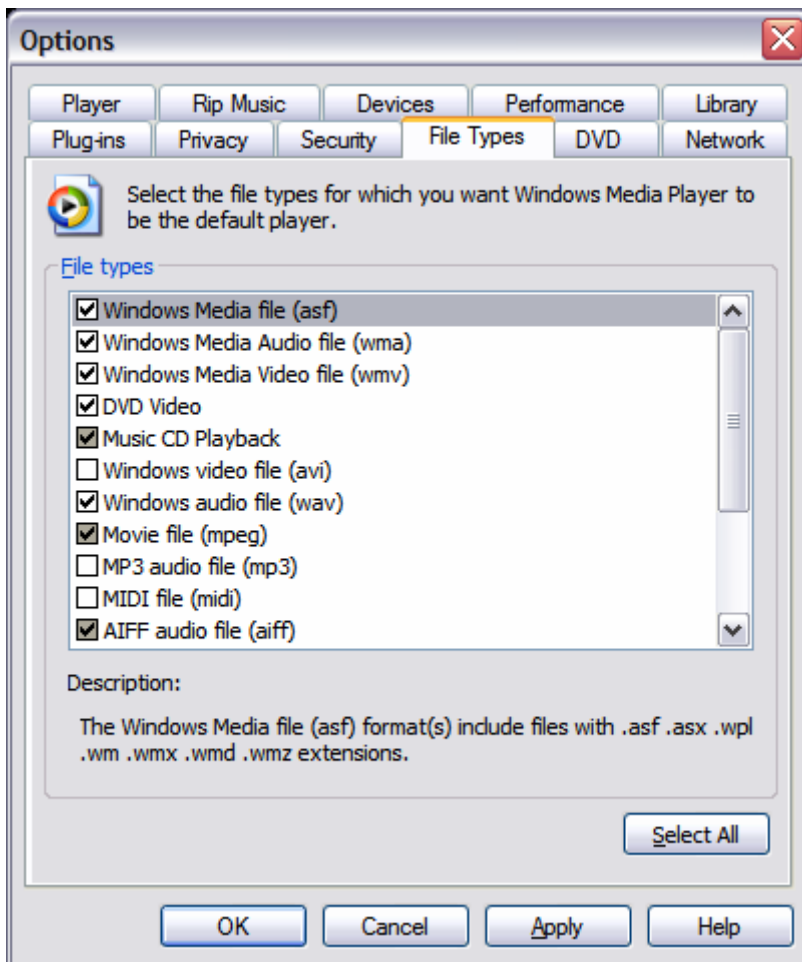 Options
Player Rip Music Devices Performance Library
Plug-ins Privacy Security File Types DVD Network
Select the file types for which you want Windows Media Player to
be the default player.
File types
Windows Media file (asf)
Windows Media Audio file (wma)
Windows Media Video file (wmv)
DVD Video
Music CD Playback
Windows video file (avi)
Windows audio file (wav)
Movie file (mpeg)
MP3 audio file (mp3)
MIDI file (midi)
AIFF audio file (aiff)
Description:
The Windows Media file (asf) format(s) include files with .asf .asx .wpl
.wm .wmx .wmd .wmz extensions.
Select All
OK Cancel Apply Help